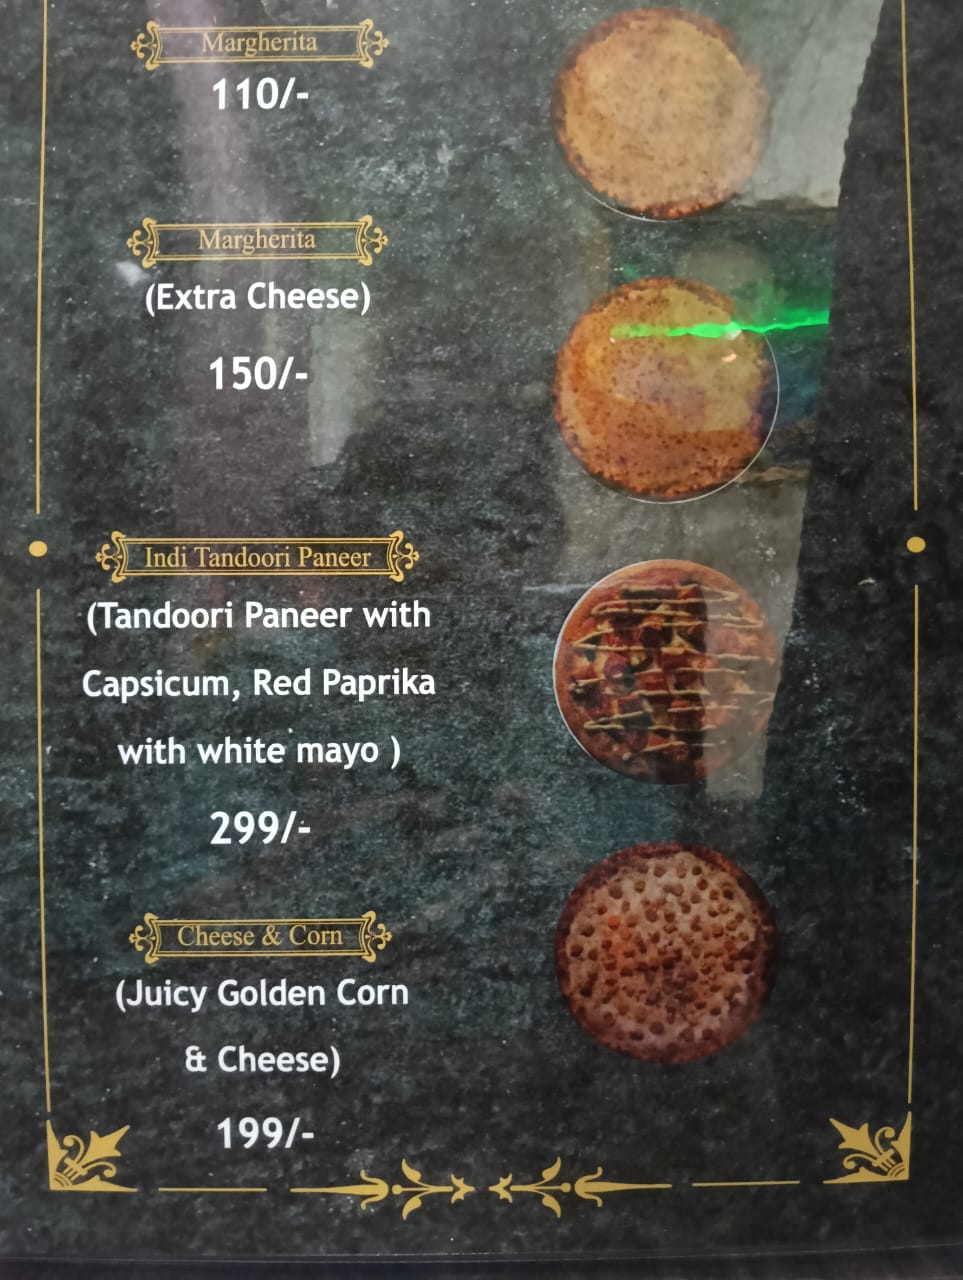 Margherita
110/-
Margherita
(Extra Cheese)
150/-
Indi Tandoori Paneer
(Tandoori Paneer with
Capsicum, Red Paprika
with white mayo )
299/-
Cheese & Corn
(Juicy Golden Corn
& Cheese)
199/-